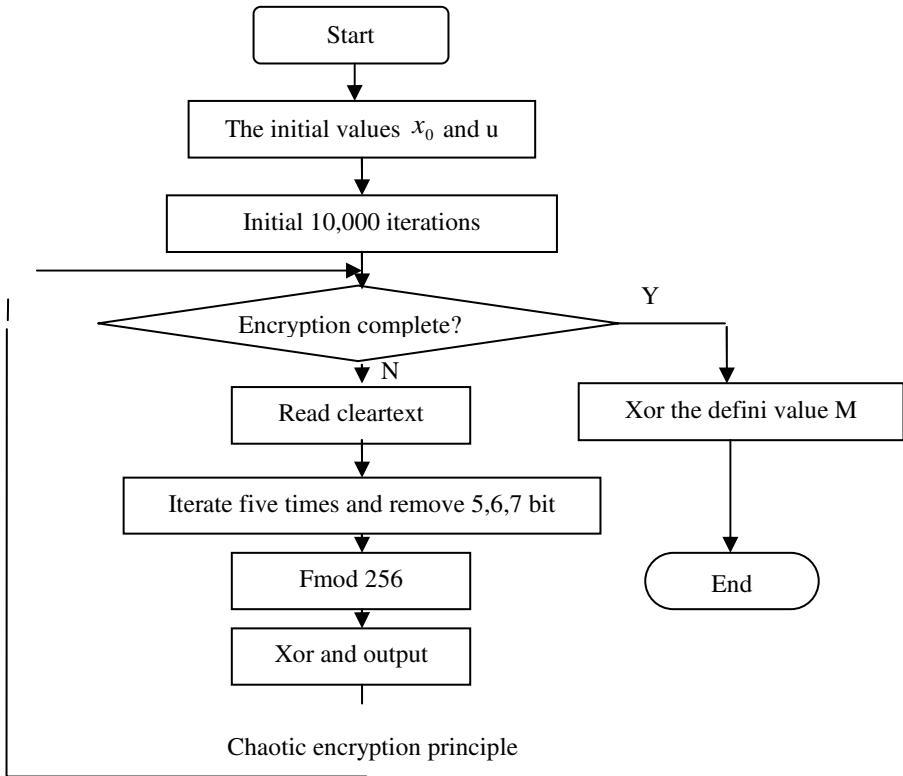 Start
The initial values x₀ and u
Initial 10,000 iterations
Encryption complete?
Y
N
Read cleartext
Xor the defini value M
Iterate five times and remove 5,6,7 bit
Fmod 256
End
Xor and output
Chaotic encryption principle